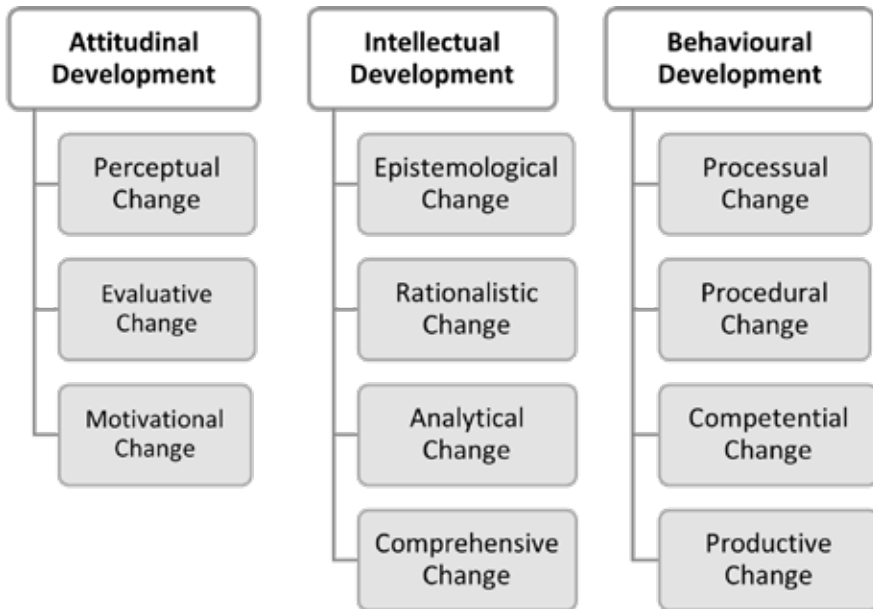 Attitudinal
Development
Perceptual
Change
Evaluative
Change
Motivational
Change
Intellectual
Development
Epistemological
Change
Rationalistic
Change
Analytical
Change
Comprehensive
Change
Behavioural
Development
Processual
Change
Procedural
Change
Competential
Change
Productive
Change